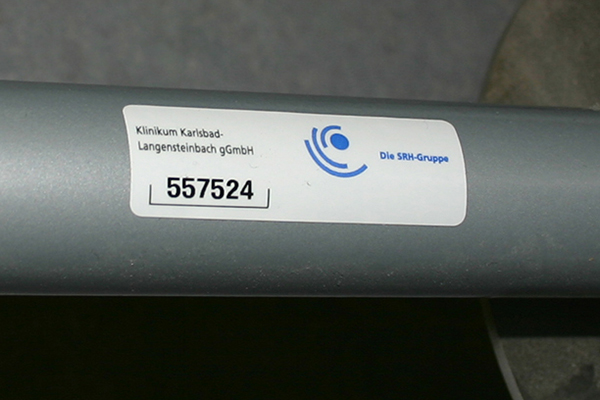 Klinikum Karlsbad-
Langensteinbach gGmbH
557524
Die SRH-Gruppe